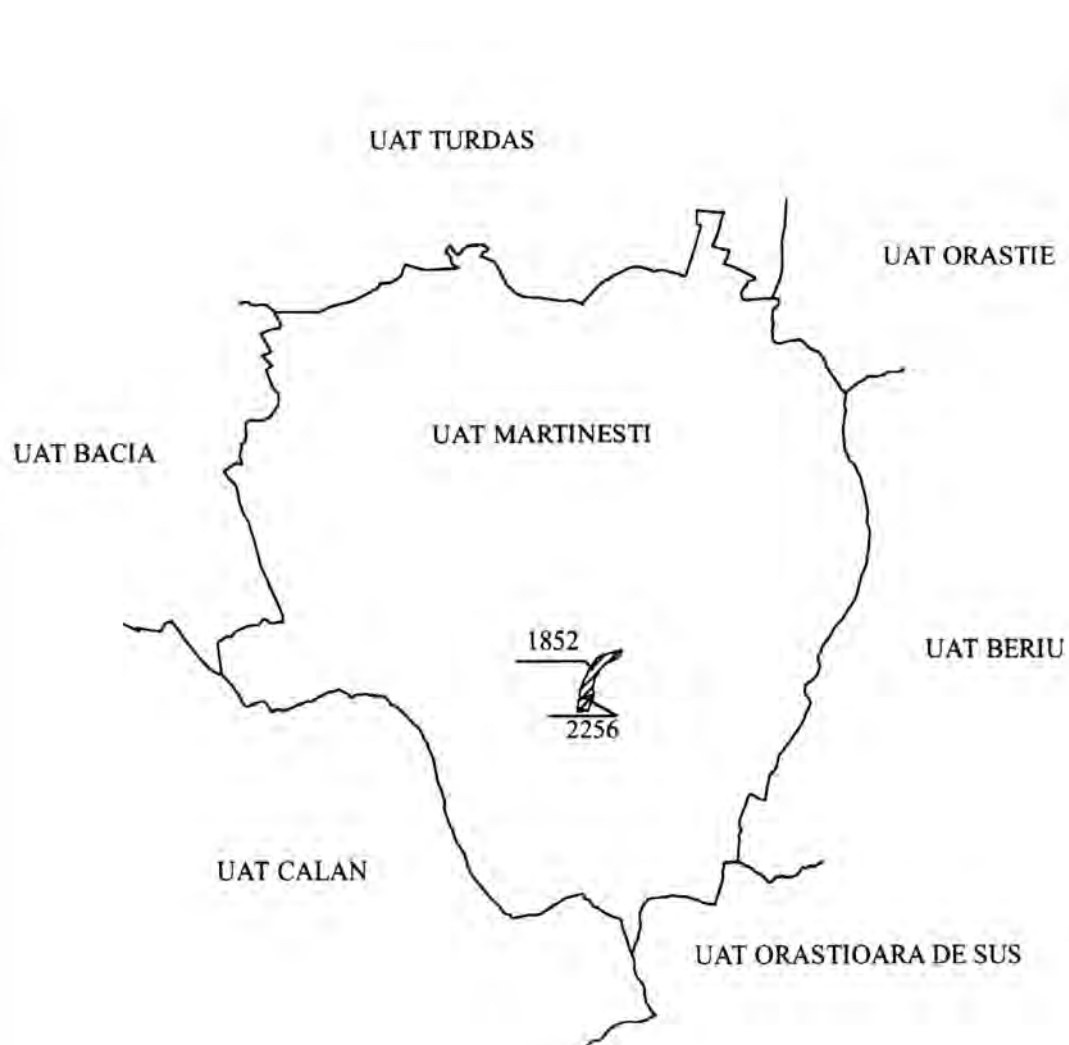 UAT TURDAS
UAT ORASTIE
UAT MARTINESTI
UAT BACIA
1852
UAT BERIU
2256
UAT CALAN
UAT ORASTIOARA DE SUS